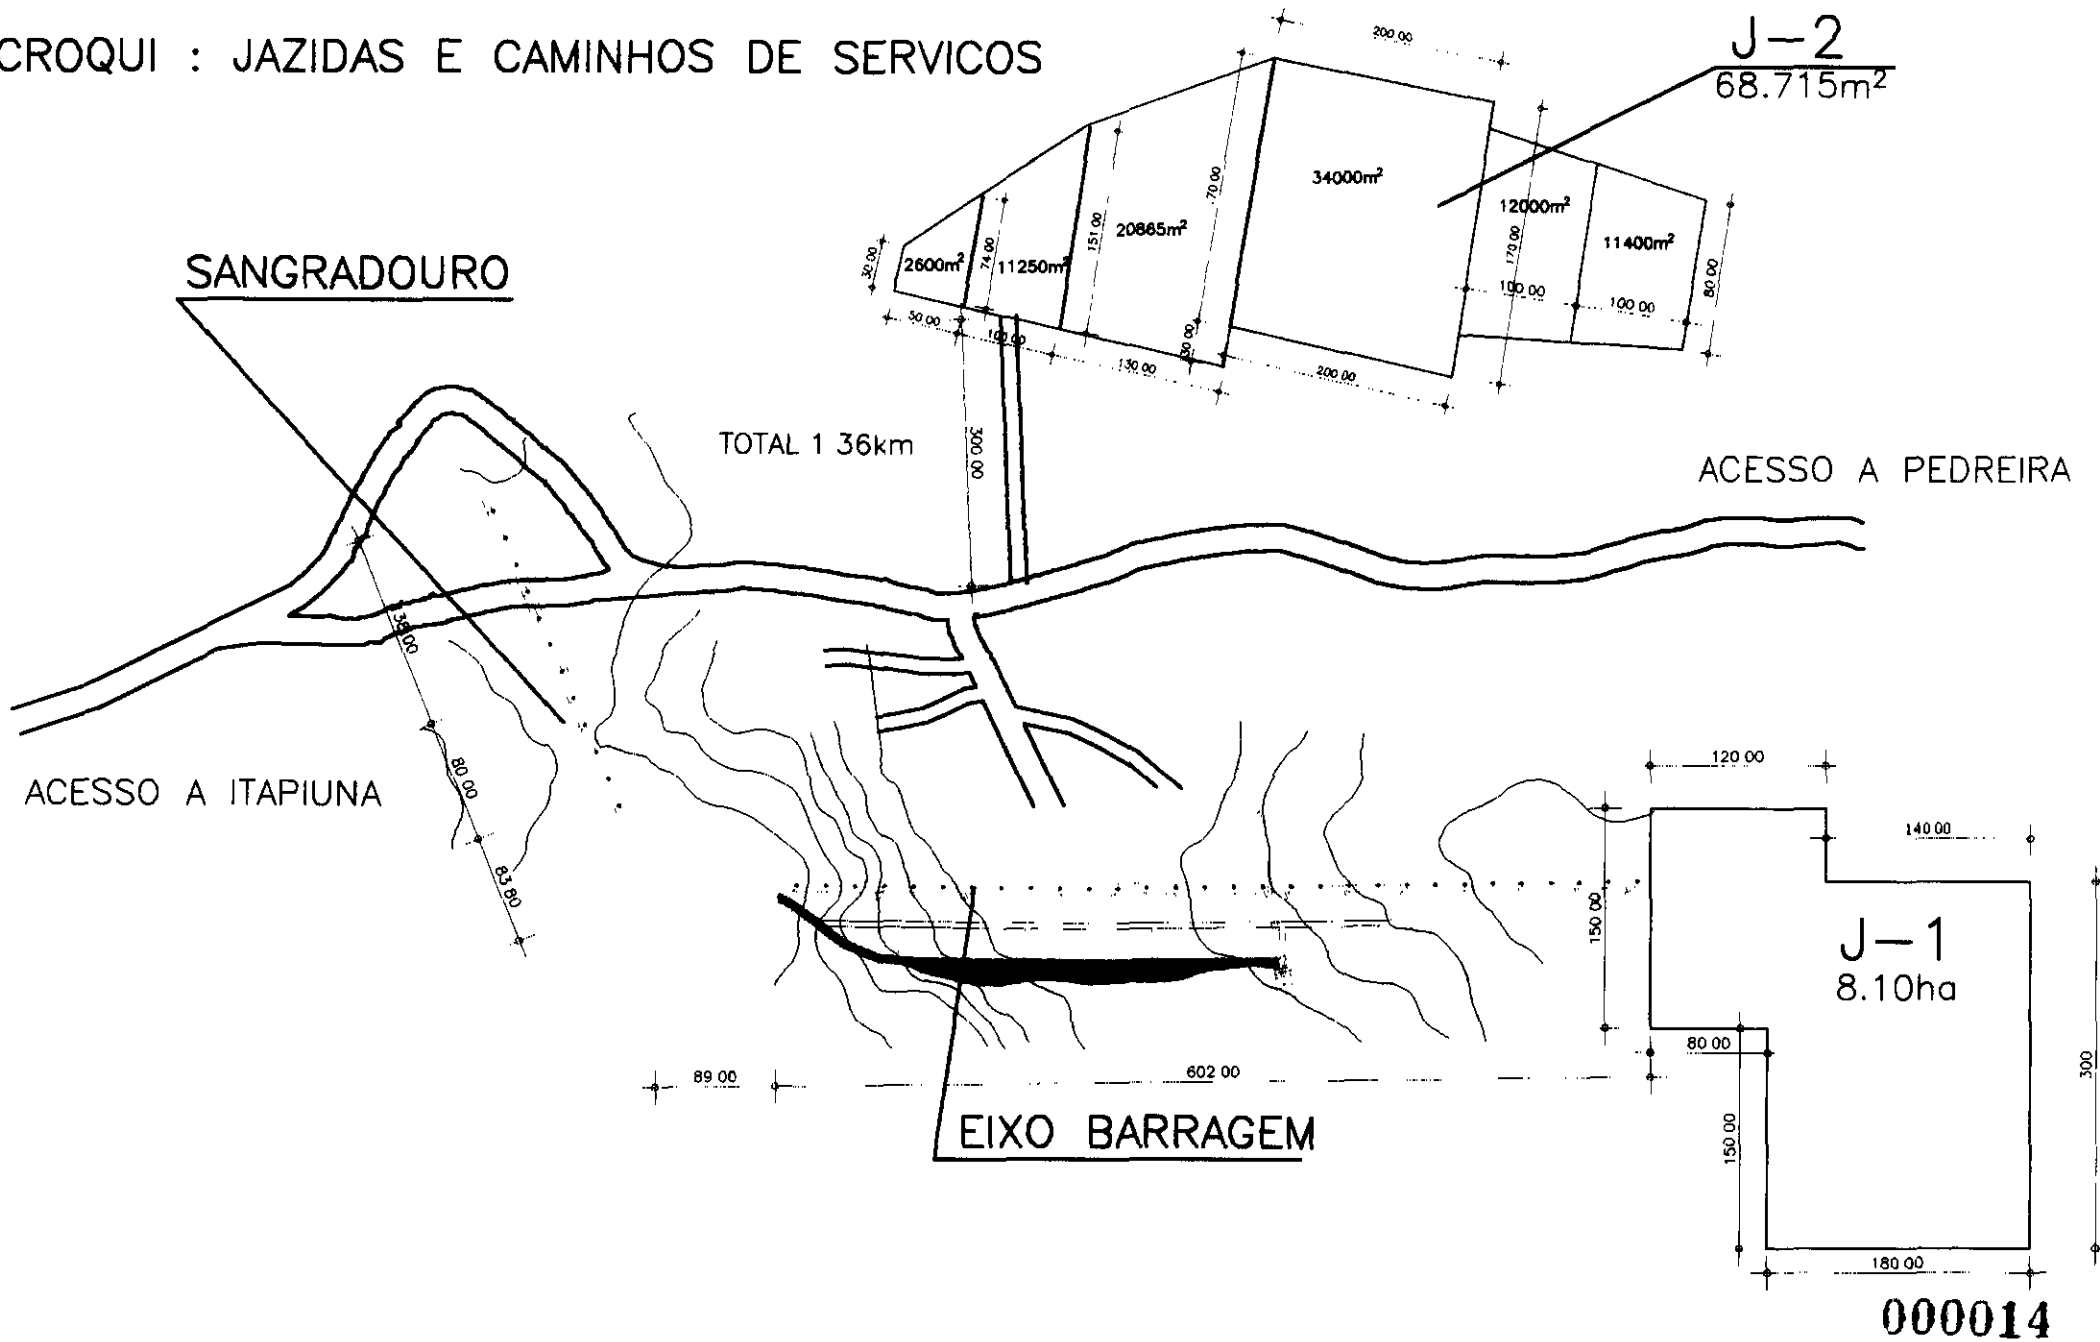 CROQUI : JAZIDAS E CAMINHOS DE SERVICOS
J-2
68.715m²
200.00
34000m²
12000m²
11400m²
20865m²
11250m²
2600m²
30.00
74.00
151.00
170.00
80.00
100.00
100.00
50.00
100.00
130.00
30.00
200.00
SANGRADOURO
TOTAL 1 36km
300.00
ACESSO A PEDREIRA
ACESSO A ITAPIUNA
80.00
83.80
120 00
140 00
150 00
J-1
8.10ha
80 00
300
150 00
180 00
89 00
602 00
EIXO BARRAGEM
000014